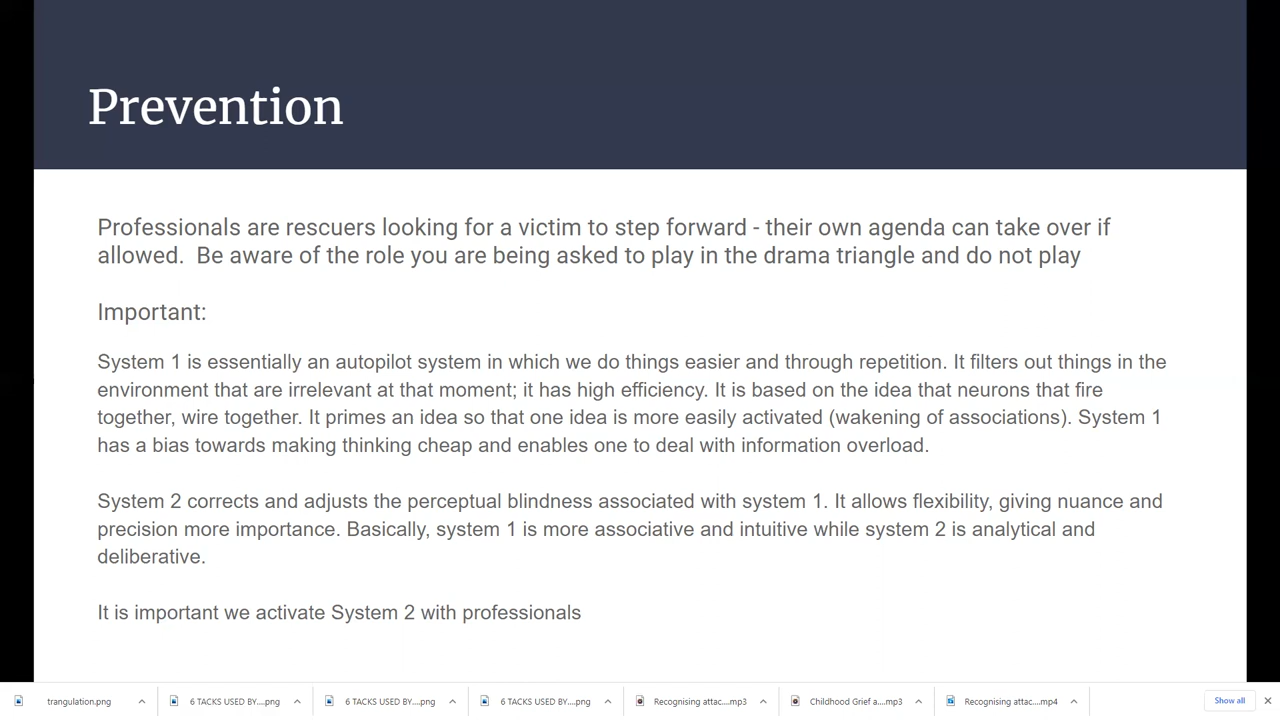 Prevention
Professionals are rescuers looking for a victim to step forward - their own agenda can take over if
allowed.  Be aware of the role you are being asked to play in the drama triangle and do not play
Important:
System 1 is essentially an autopilot system in which we do things easier and through repetition. It filters out things in the
environment that are irrelevant at that moment; it has high efficiency. It is based on the idea that neurons that fire
together, wire together. It primes an idea so that one idea is more easily activated (wakening of associations). System 1
has a bias towards making thinking cheap and enables one to deal with information overload.
System 2 corrects and adjusts the perceptual blindness associated with system 1. It allows flexibility, giving nuance and
precision more importance. Basically, system 1 is more associative and intuitive while system 2 is analytical and
deliberative.
It is important we activate System 2 with professionals
trangulation.png 6 TACKS USED BY....png 6 TACKS USED BY....png 6 TACKS USED BY....png Recognising attac....mp3 Childhood Grief a....mp3 Recognising attac....mp4 Show all